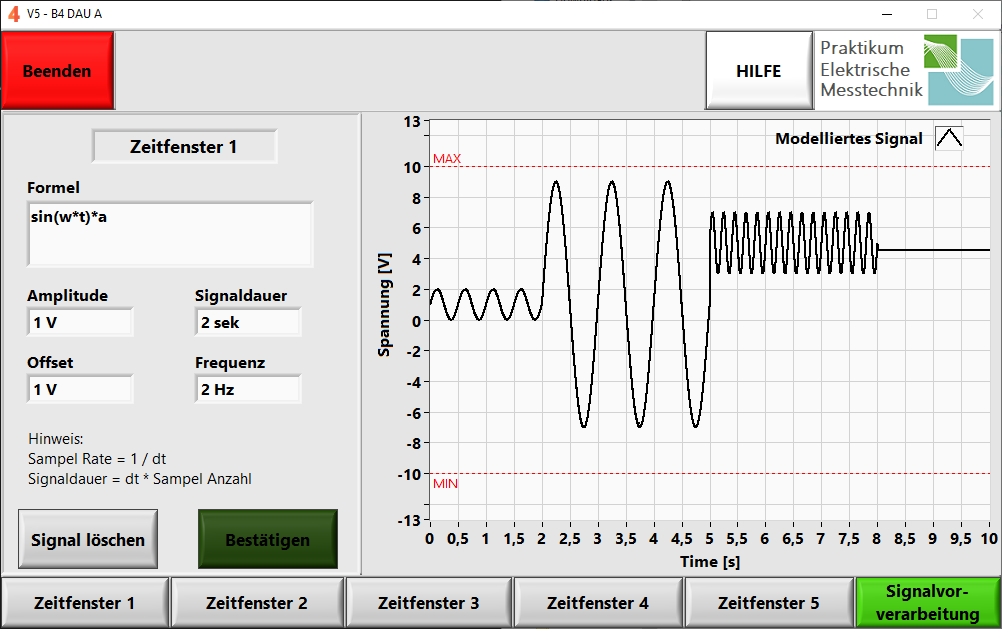 V5 - B4 DAU A
Beenden
HILFE
Praktikum
Elektrische
Messtechnik
Zeitfenster 1
Formel
sin(w*t)*a
Amplitude
Signaldauer
1 V
2 sek
Offset
Frequenz
1 V
2 Hz
Hinweis:
Sampel Rate = 1 / dt
Signaldauer = dt * Sampel Anzahl
Signal löschen
Bestätigen
Modelliertes Signal
MAX
MIN
Spannung [V]
13
10
8
6
4
2
0
-2
-4
-6
-8
-10
-13
0 0,5 1 1,5 2 2,5 3 3,5 4 4,5 5 5,5 6 6,5 7 7,5 8 8,5 9 9,5 10
Time [s]
Zeitfenster 1
Zeitfenster 2
Zeitfenster 3
Zeitfenster 4
Zeitfenster 5
Signalvor-
verarbeitung